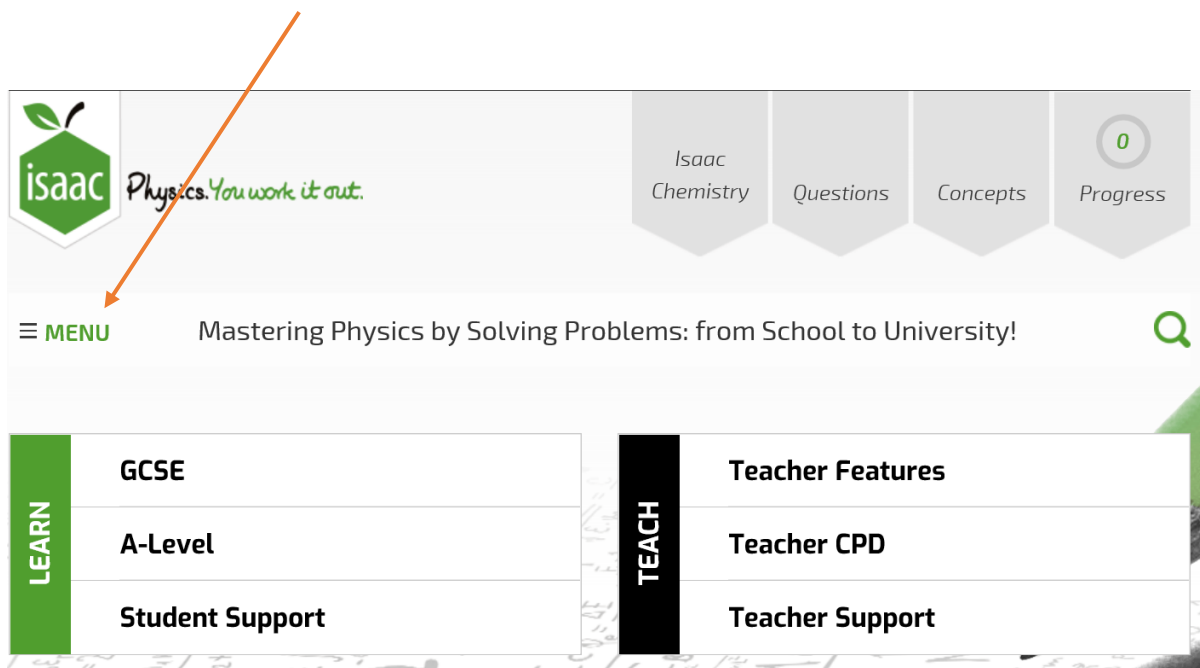 isaac
Physics. You work it out.
Isaac
Chemistry
Questions
Concepts
0
Progress
☰ MENU
Mastering Physics by Solving Problems: from School to University!
LEARN
GCSE
A-Level
Student Support
TEACH
Teacher Features
Teacher CPD
Teacher Support